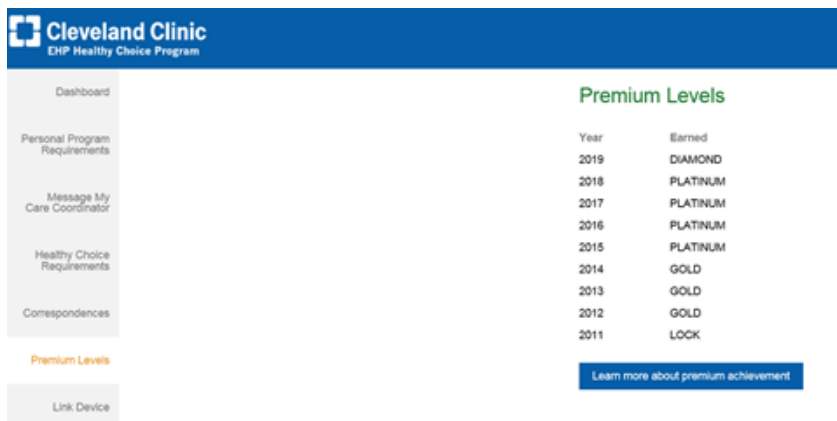 Cleveland Clinic
EHP Healthy Choice Program
Dashboard
Personal Program
Requirements
Message My
Care Coordinator
Healthy Choice
Requirements
Correspondences
Premium Levels
Link Device
Premium Levels
Year Earned
2019 DIAMOND
2018 PLATINUM
2017 PLATINUM
2016 PLATINUM
2015 PLATINUM
2014 GOLD
2013 GOLD
2012 GOLD
2011 LOCK
Learn more about premium achievement